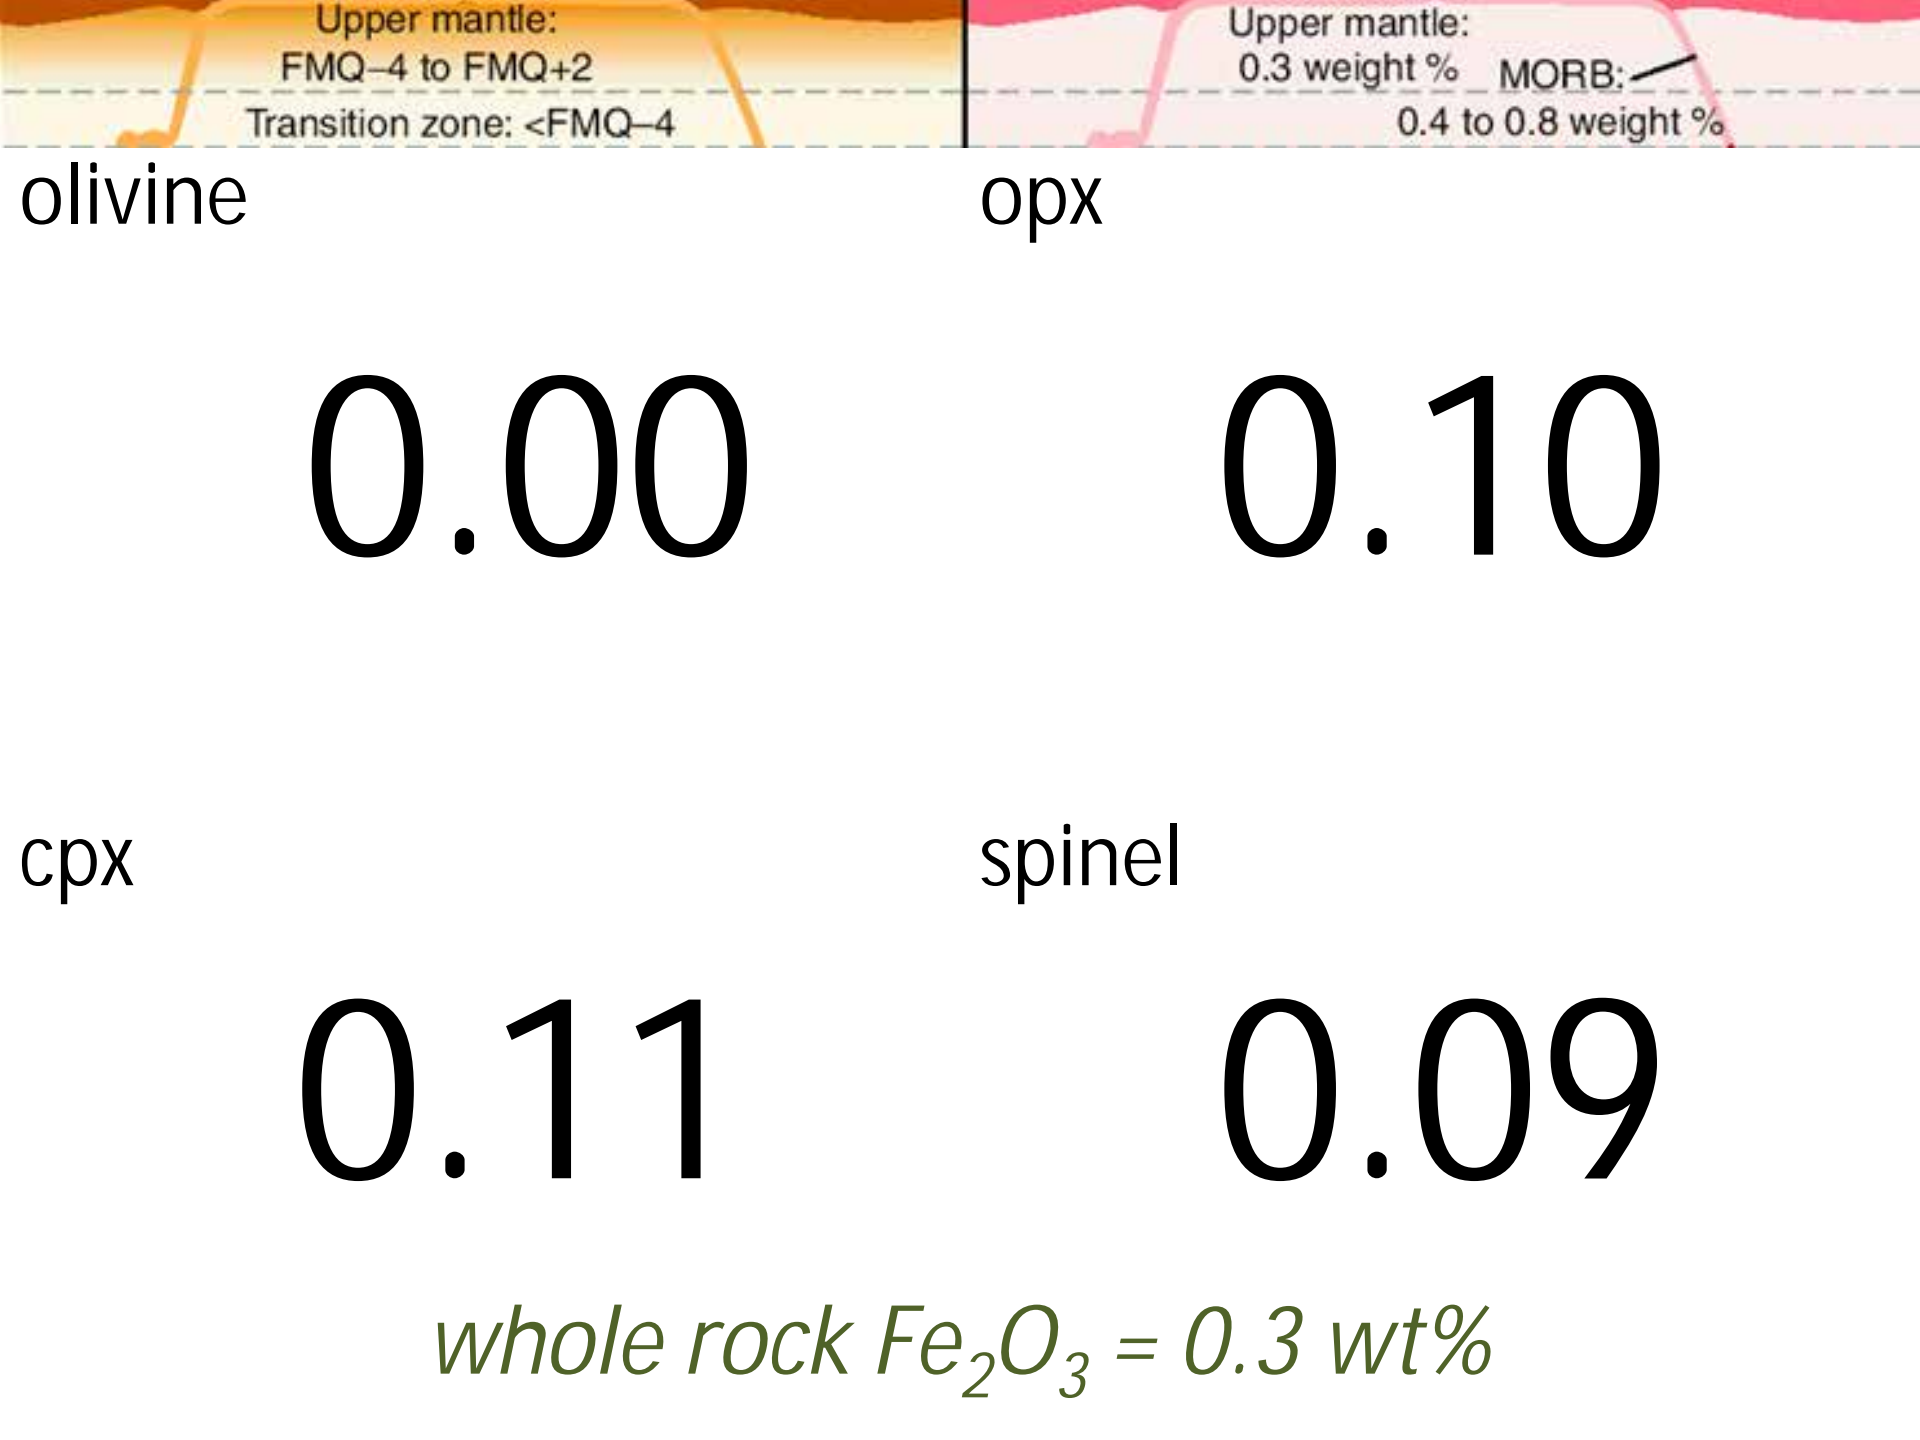 Upper mantle:
FMQ–4 to FMQ+2
Transition zone: <FMQ–4
Upper mantle:
0.3 weight %
MORB:
0.4 to 0.8 weight %
olivine
opx
0.00
0.10
cpx
spinel
0.11
0.09
whole rock Fe₂O₃ = 0.3 wt%